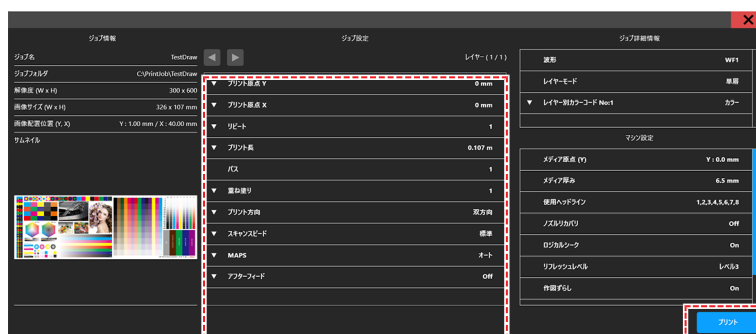 ジョブ情報
ジョブ名 TestDraw
ジョブフォルダ C:\PrintJob\TestDraw
解像度 (W x H) 300 x 600
画像サイズ (W x H) 326 x 107 mm
画像配置位置 (Y, X) Y : 1.00 mm / X : 40.00 mm
サムネイル
ジョブ設定
レイヤー ( 1 / 1 )
プリント原点 Y 0 mm
プリント原点 X 0 mm
リピート 1
プリント長 0.107 m
パス 1
重ね塗り 1
プリント方向 双方向
スキャンスピード 標準
MAPS オート
アフターフィード Off
ジョブ詳細情報
波形 WF1
レイヤーモード 単層
レイヤー別カラーコード No:1 カラー
マシン設定
メディア原点 (Y) Y : 0.0 mm
メディア厚み 6.5 mm
使用ヘッドライン 1,2,3,4,5,6,7,8
ノズルリカバリ Off
ロジカルシーク On
リフレッシュレベル レベル3
作図ずらし On
プリント